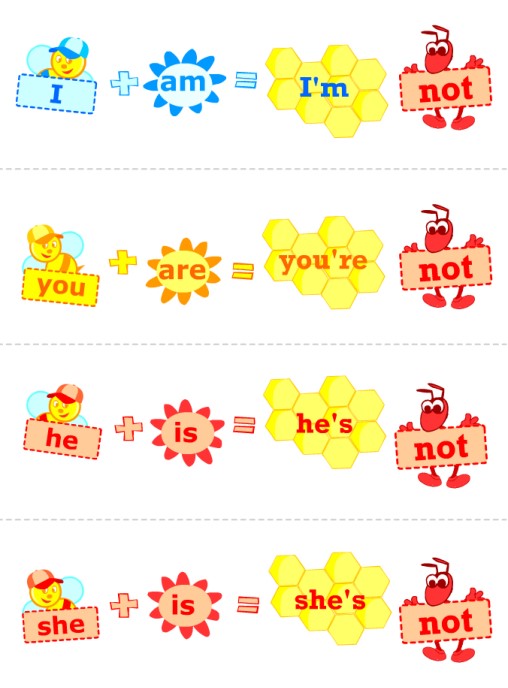 I + am = I'm not
you + are = you're not
he + is = he's not
she + is = she's not